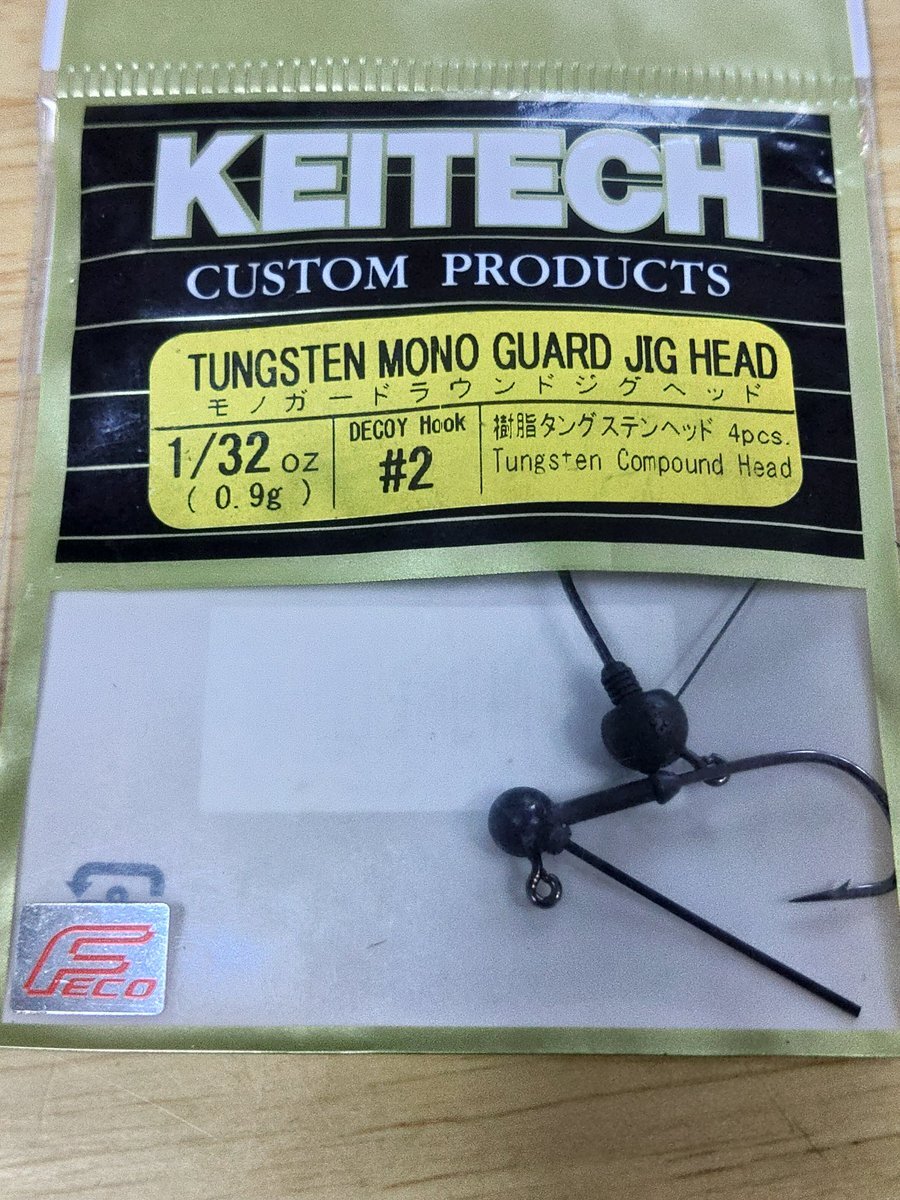 KEITECH
CUSTOM PRODUCTS
TUNGSTEN MONO GUARD JIG HEAD
モノガードラウンドジグヘッド
1/32 oz
( 0.9g )
DECOY Hook
#2
樹脂タングステンヘッド 4pcs.
Tungsten Compound Head
FECO